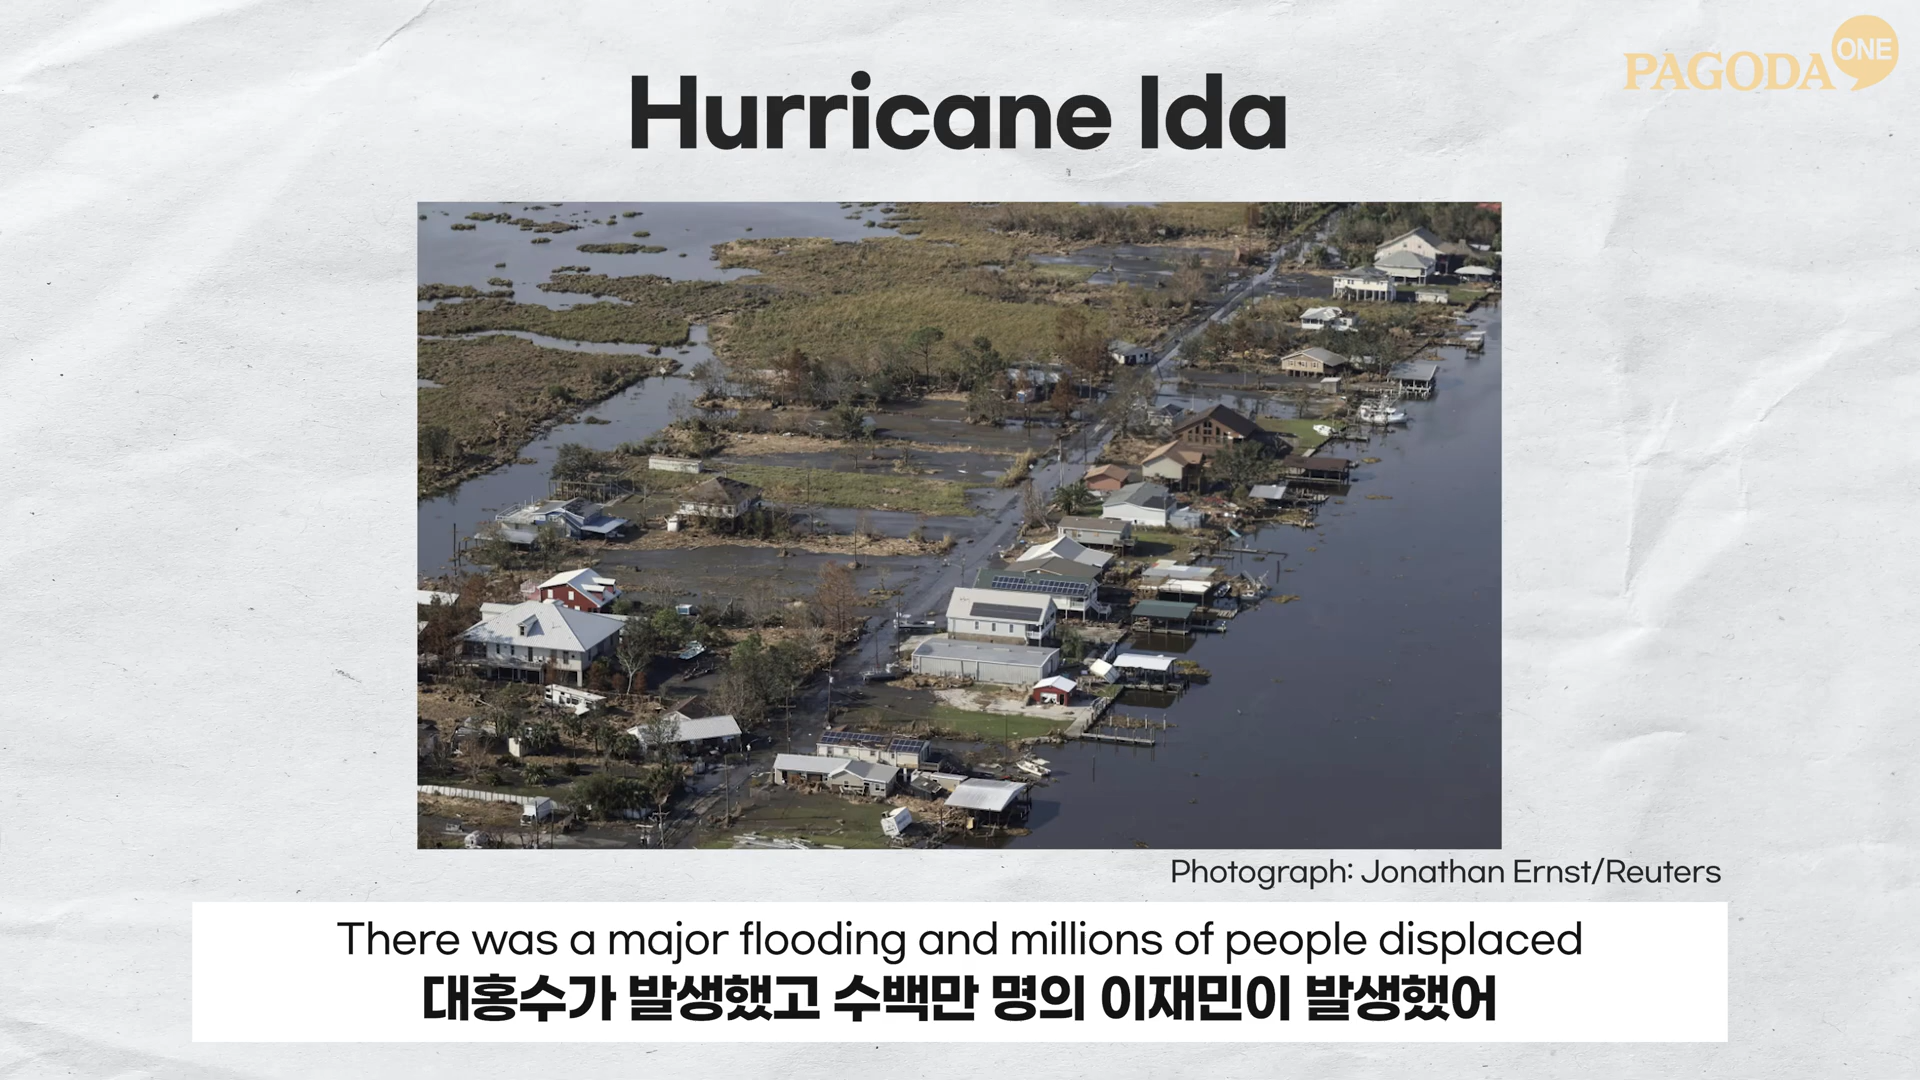 PAGODA ONE
Hurricane Ida
Photograph: Jonathan Ernst/Reuters
There was a major flooding and millions of people displaced
대홍수가 발생했고 수백만 명의 이재민이 발생했어